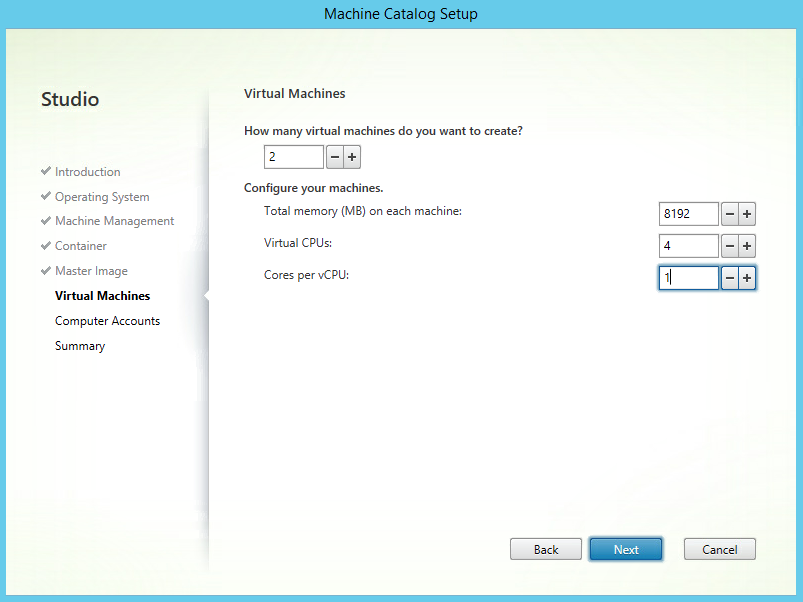 Machine Catalog Setup
Studio
Introduction
Operating System
Machine Management
Container
Master Image
Virtual Machines
Computer Accounts
Summary
Virtual Machines
How many virtual machines do you want to create?
2 − +
Configure your machines.
Total memory (MB) on each machine: 8192 − +
Virtual CPUs: 4 − +
Cores per vCPU: 1 − +
Back Next Cancel